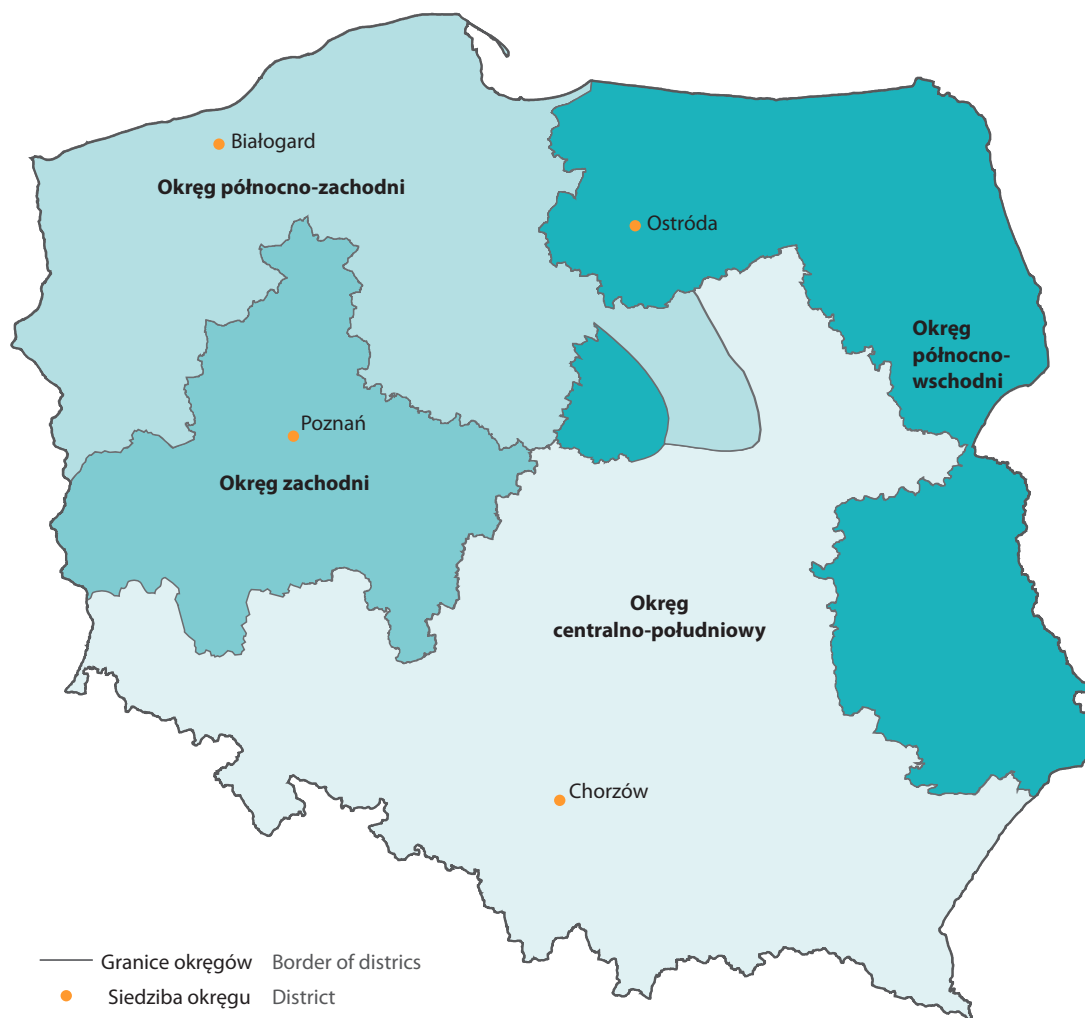 Białogard
Okręg północno-zachodni
Ostróda
Okręg
północno-
wschodni
Poznań
Okręg zachodni
Okręg
centralno-południowy
Chorzów
Granice okręgów Border of districs
Siedziba okręgu District